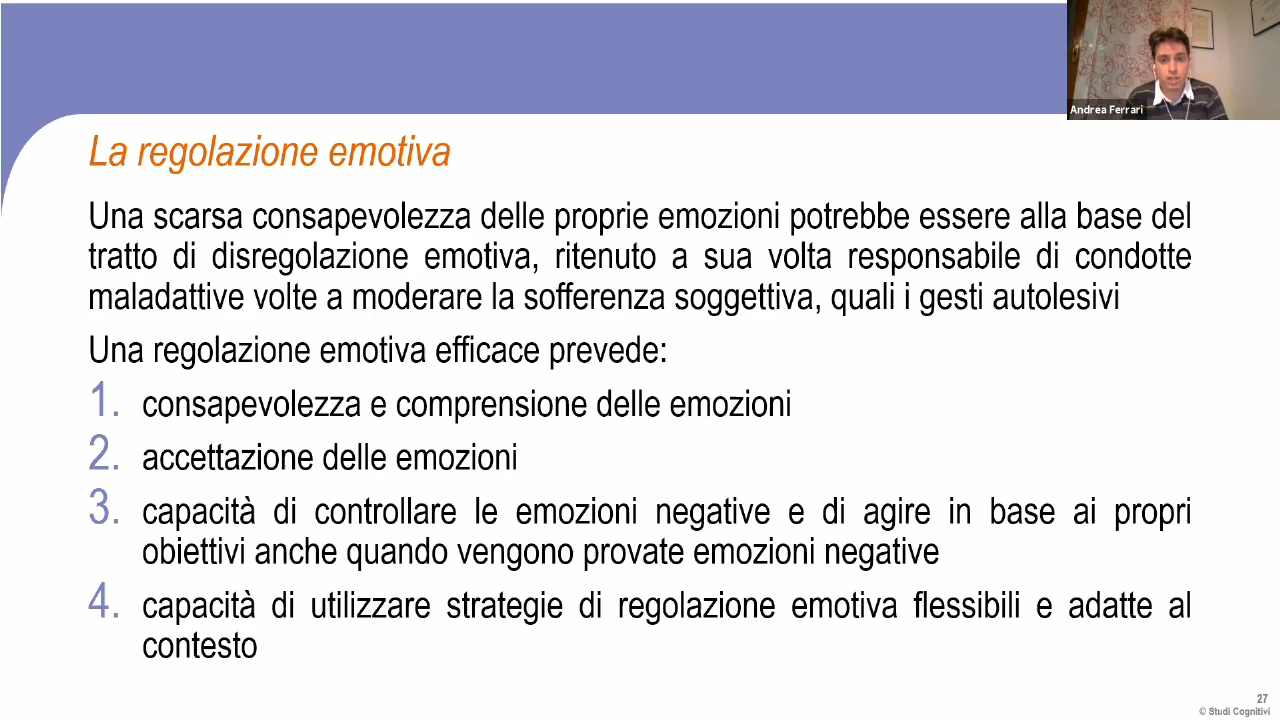 Andrea Ferrari
La regolazione emotiva
Una scarsa consapevolezza delle proprie emozioni potrebbe essere alla base del
tratto di disregolazione emotiva, ritenuto a sua volta responsabile di condotte
maladattive volte a moderare la sofferenza soggettiva, quali i gesti autolesivi
Una regolazione emotiva efficace prevede:
1. consapevolezza e comprensione delle emozioni
2. accettazione delle emozioni
3. capacità di controllare le emozioni negative e di agire in base ai propri
obiettivi anche quando vengono provate emozioni negative
4. capacità di utilizzare strategie di regolazione emotiva flessibili e adatte al
contesto
27
© Studi Cognitivi